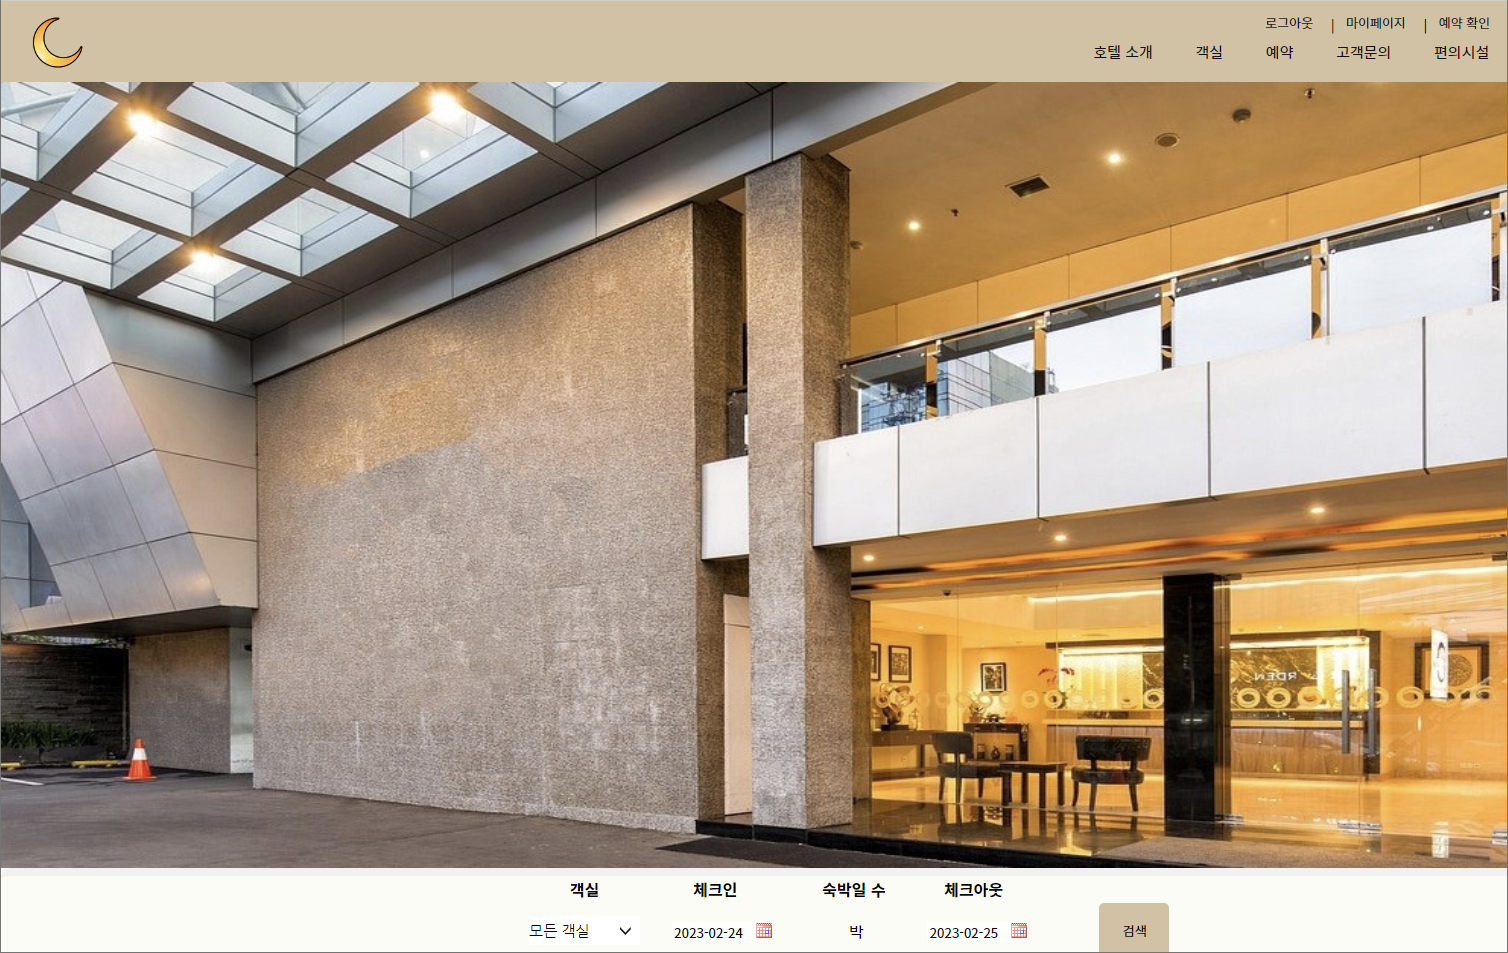 로그아웃 | 마이페이지 | 예약 확인
호텔 소개 객실 예약 고객문의 편의시설
RDEN
객실 체크인 숙박일 수 체크아웃
모든 객실 2023-02-24 박 2023-02-25 검색